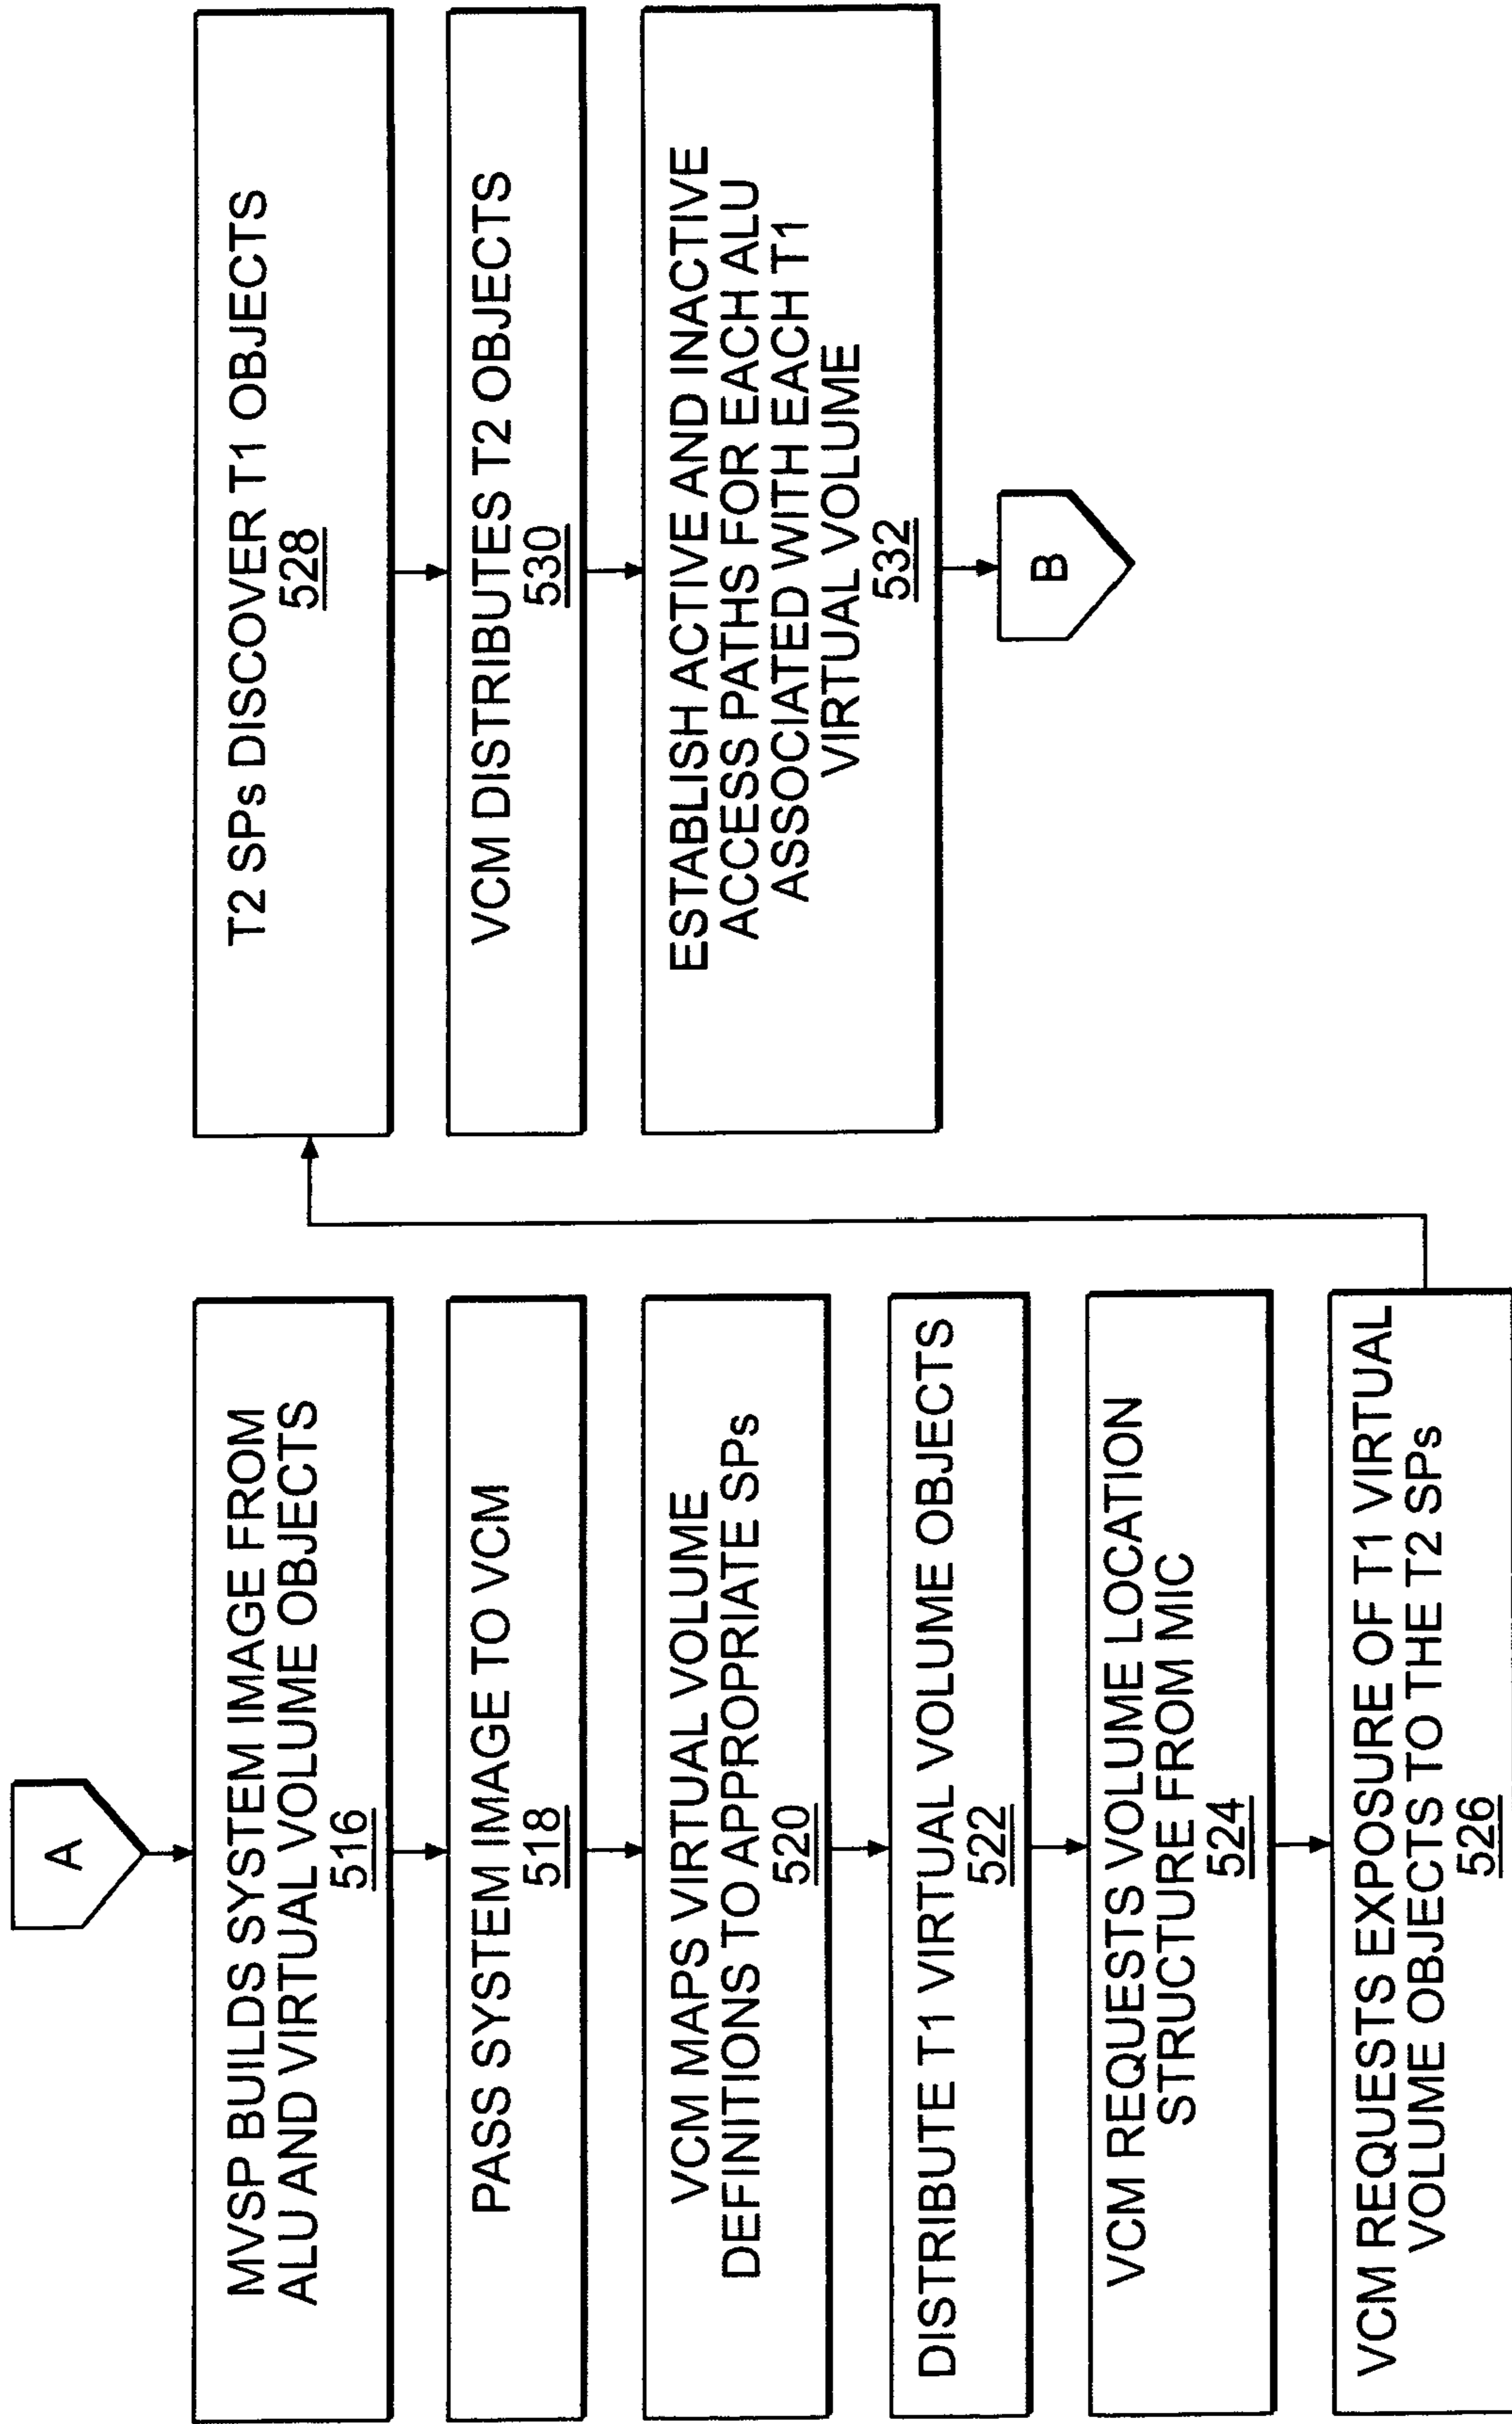 A
MVSP BUILDS SYSTEM IMAGE FROM
ALU AND VIRTUAL VOLUME OBJECTS
516
PASS SYSTEM IMAGE TO VCM
518
VCM MAPS VIRTUAL VOLUME
DEFINITIONS TO APPROPRIATE SPs
520
DISTRIBUTE T1 VIRTUAL VOLUME OBJECTS
522
VCM REQUESTS VOLUME LOCATION
STRUCTURE FROM MIC
524
VCM REQUESTS EXPOSURE OF T1 VIRTUAL
VOLUME OBJECTS TO THE T2 SPs
526
T2 SPs DISCOVER T1 OBJECTS
528
VCM DISTRIBUTES T2 OBJECTS
530
ESTABLISH ACTIVE AND INACTIVE
ACCESS PATHS FOR EACH ALU
ASSOCIATED WITH EACH T1
VIRTUAL VOLUME
532
B